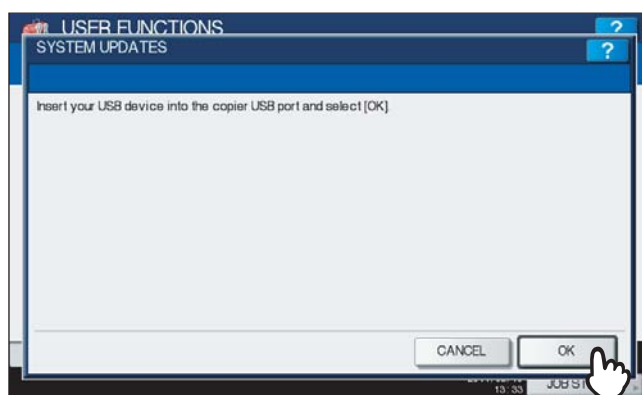 USER FUNCTIONS
?
SYSTEM UPDATES
?
Insert your USB device into the copier USB port and select [OK].
CANCEL
OK
13:33
JOB ST